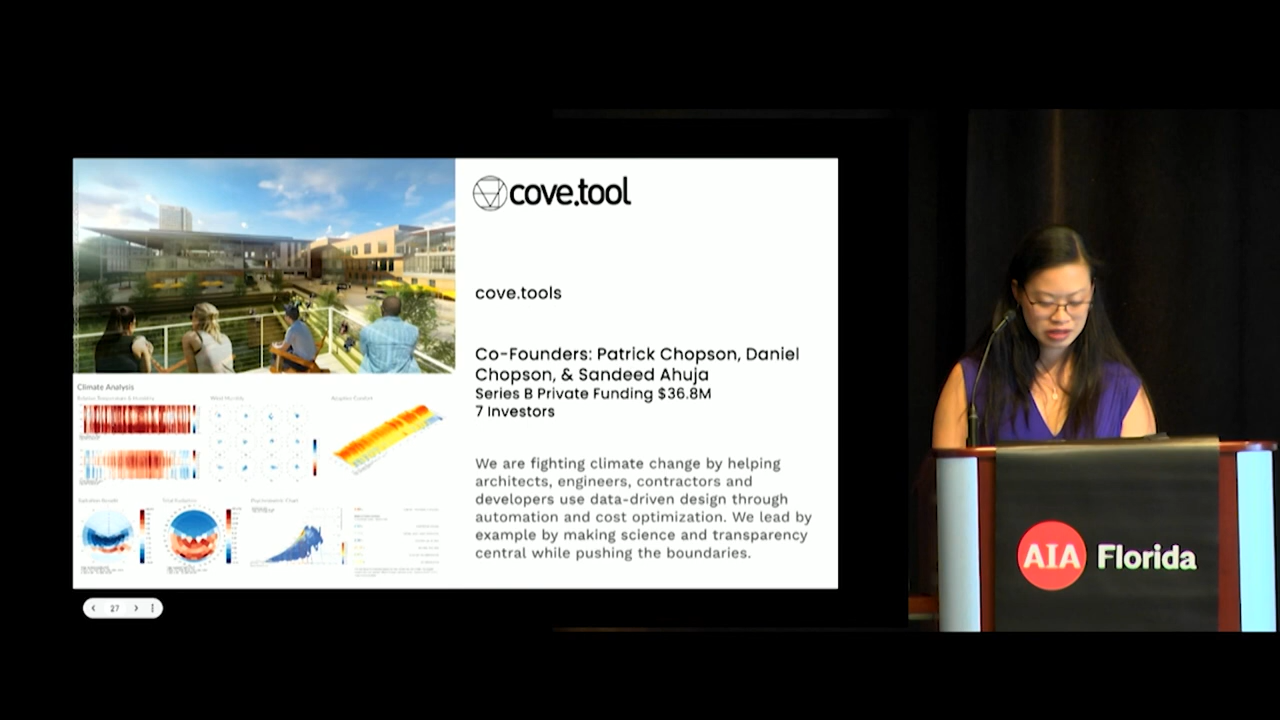 cove.tool
cove.tools
Co-Founders: Patrick Chopson, Daniel
Chopson, & Sandeed Ahuja
Series B Private Funding $36.8M
7 Investors
We are fighting climate change by helping
architects, engineers, contractors and
developers use data-driven design through
automation and cost optimization. We lead by
example by making science and transparency
central while pushing the boundaries.
Climate Analysis
Psychrometric Chart
27
AIA Florida